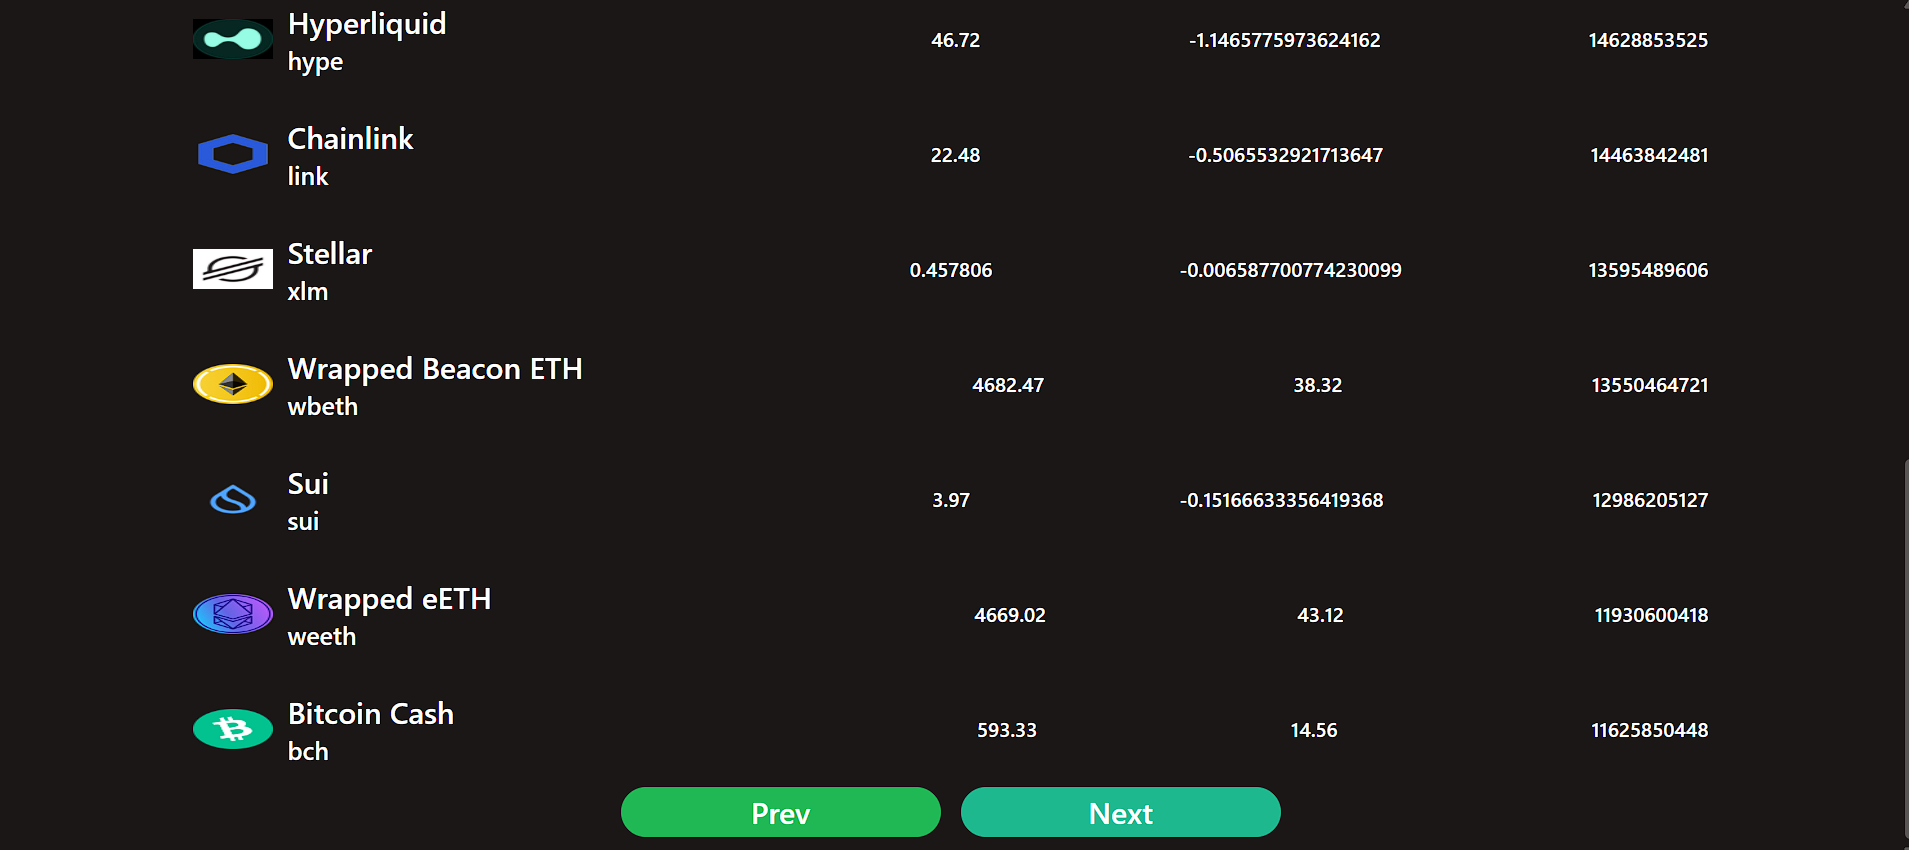 Hyperliquid
hype
46.72
-1.1465775973624162
14628853525
Chainlink
link
22.48
-0.5065532921713647
14463842481
Stellar
xlm
0.457806
-0.006587700774230099
13595489606
Wrapped Beacon ETH
wbeth
4682.47
38.32
13550464721
Sui
sui
3.97
-0.15166633356419368
12986205127
Wrapped eETH
weeth
4669.02
43.12
11930600418
Bitcoin Cash
bch
593.33
14.56
11625850448
Prev
Next